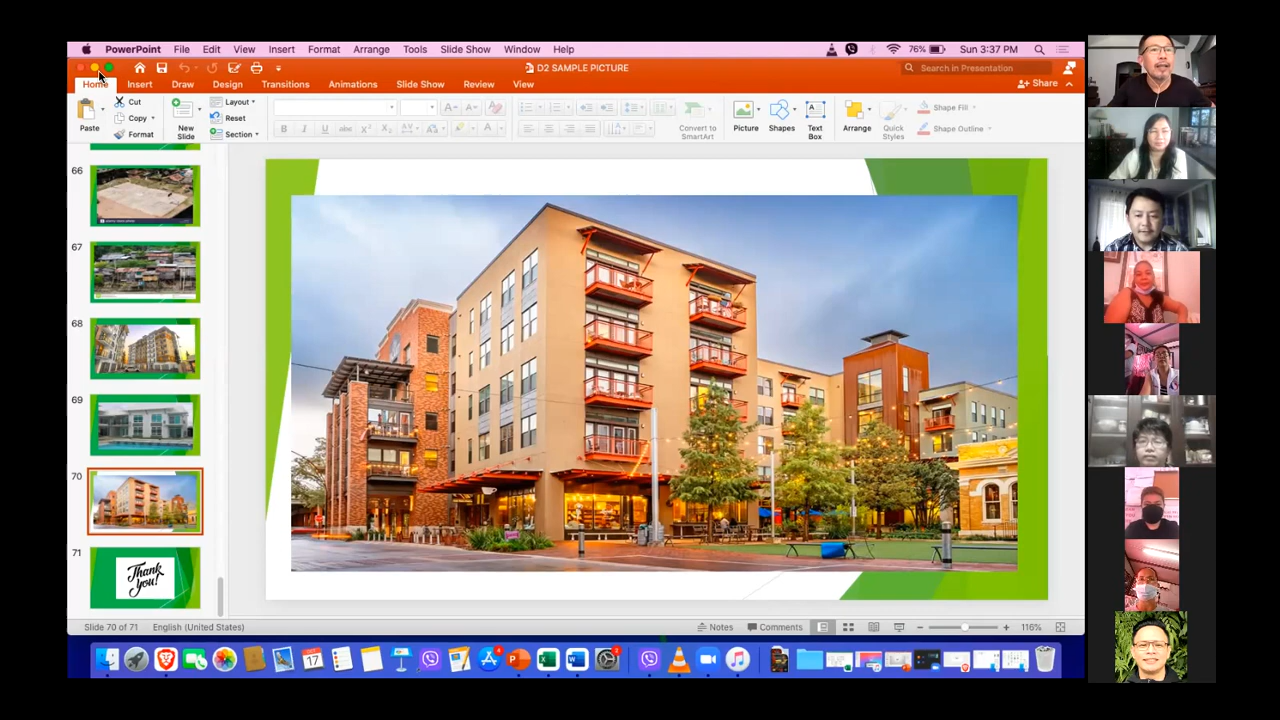 PowerPoint File Edit View Insert Format Arrange Tools Slide Show Window Help 76% Sun 3:37 PM
D2 SAMPLE PICTURE Search in Presentation
Home Insert Draw Design Transitions Animations Slide Show Review View Share
Paste Cut Copy Format New Slide Layout Reset Section Convert to SmartArt Picture Shapes Text Box Arrange Quick Styles Shape Fill Shape Outline
66
67
68
69
70
71
Thank you!
Slide 70 of 71 English (United States) Notes Comments 116%
17